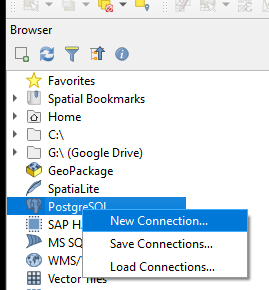 Browser
Favorites
Spatial Bookmarks
Home
C:\
G:\ (Google Drive)
GeoPackage
SpatiaLite
PostgreSQL
New Connection...
SAP H
Save Connections...
MS SQ
Load Connections...
WMS/
Vector Tiles